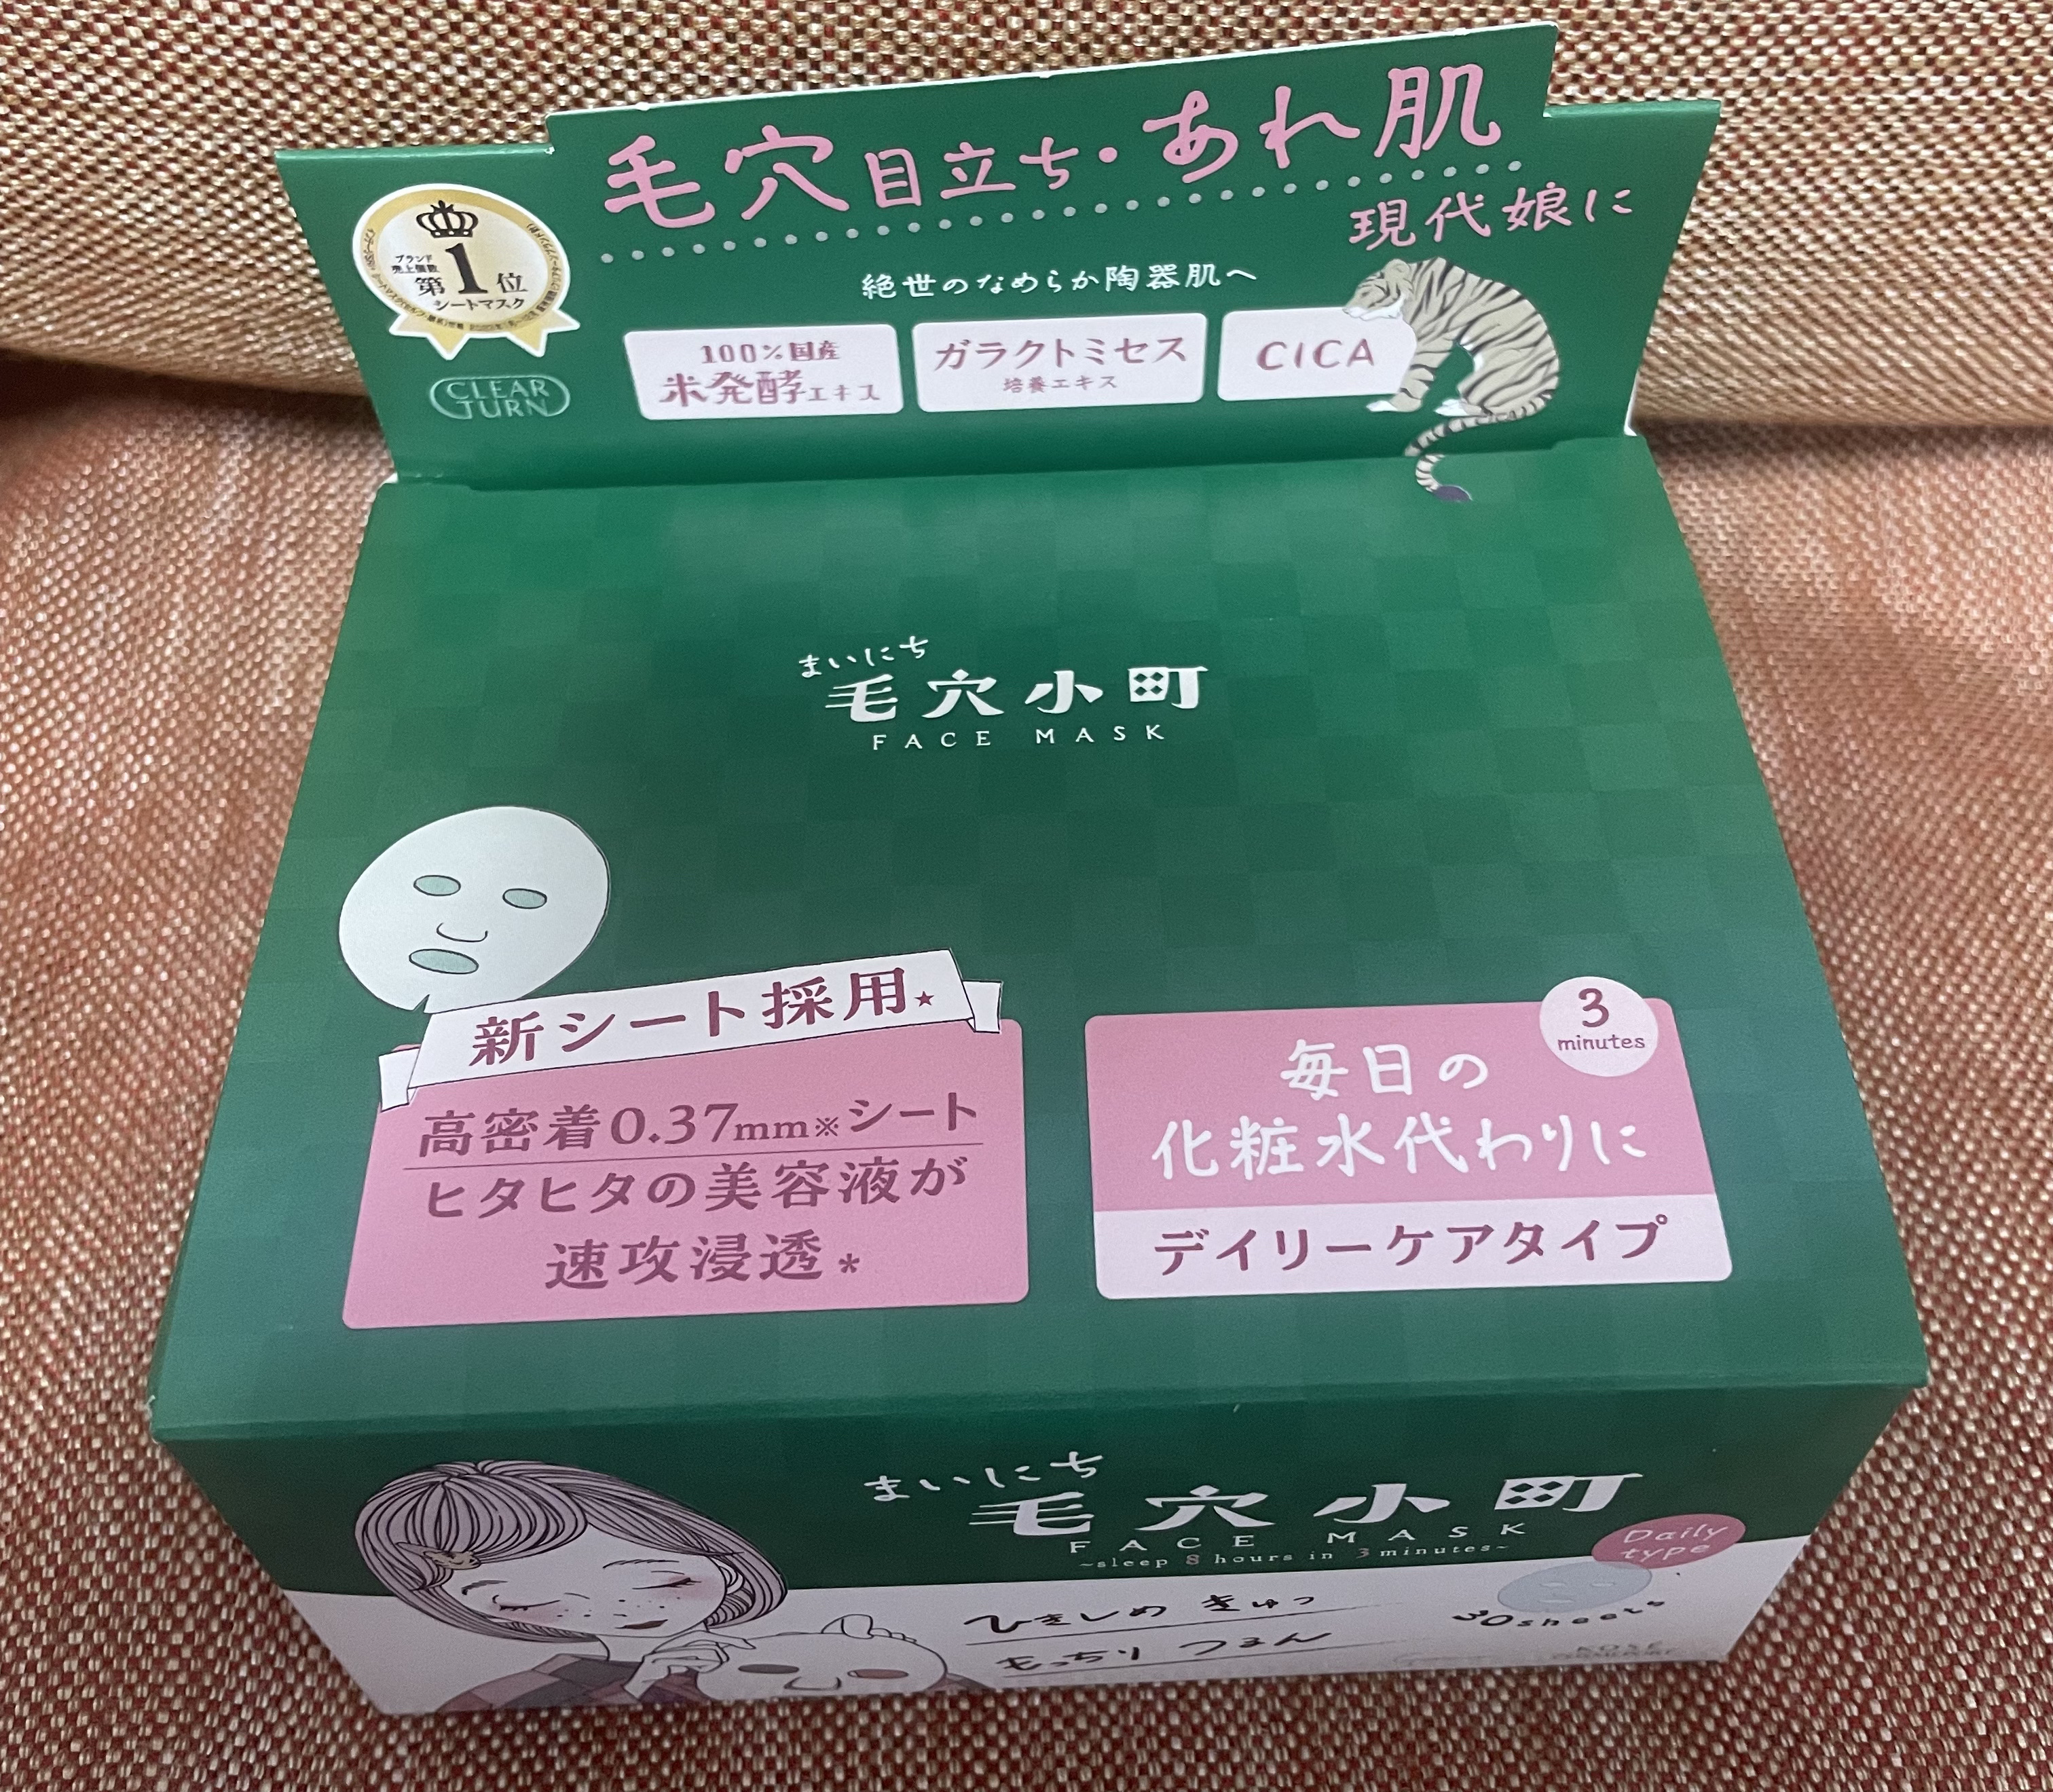 毛穴目立ち・あれ肌
現代娘に
絶世のなめらか陶器肌へ
ブランド
売上個数
第1位
シートマスク
CLEAR
TURN
100%国産
米発酵エキス
ガラクトミセス
培養エキス
CICA
まいにち
毛穴小町
FACE MASK
新シート採用★
高密着0.37mm※シート
ヒタヒタの美容液が
速攻浸透*
3
minutes
毎日の
化粧水代わりに
デイリーケアタイプ
まいにち
毛穴小町
FACE MASK
~sleep 8 hours in 3 minutes~
Daily
type
ひきしめ きゅっ
もっちり つるん
30sheets
KOSÉ